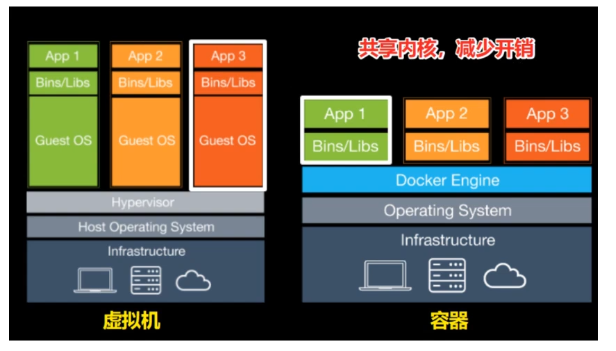 App 1
App 2
App 3
Bins/Libs
Bins/Libs
Bins/Libs
Guest OS
Guest OS
Guest OS
Hypervisor
Host Operating System
Infrastructure
虚拟机
共享内核，减少开销
App 1
App 2
App 3
Bins/Libs
Bins/Libs
Bins/Libs
Docker Engine
Operating System
Infrastructure
容器